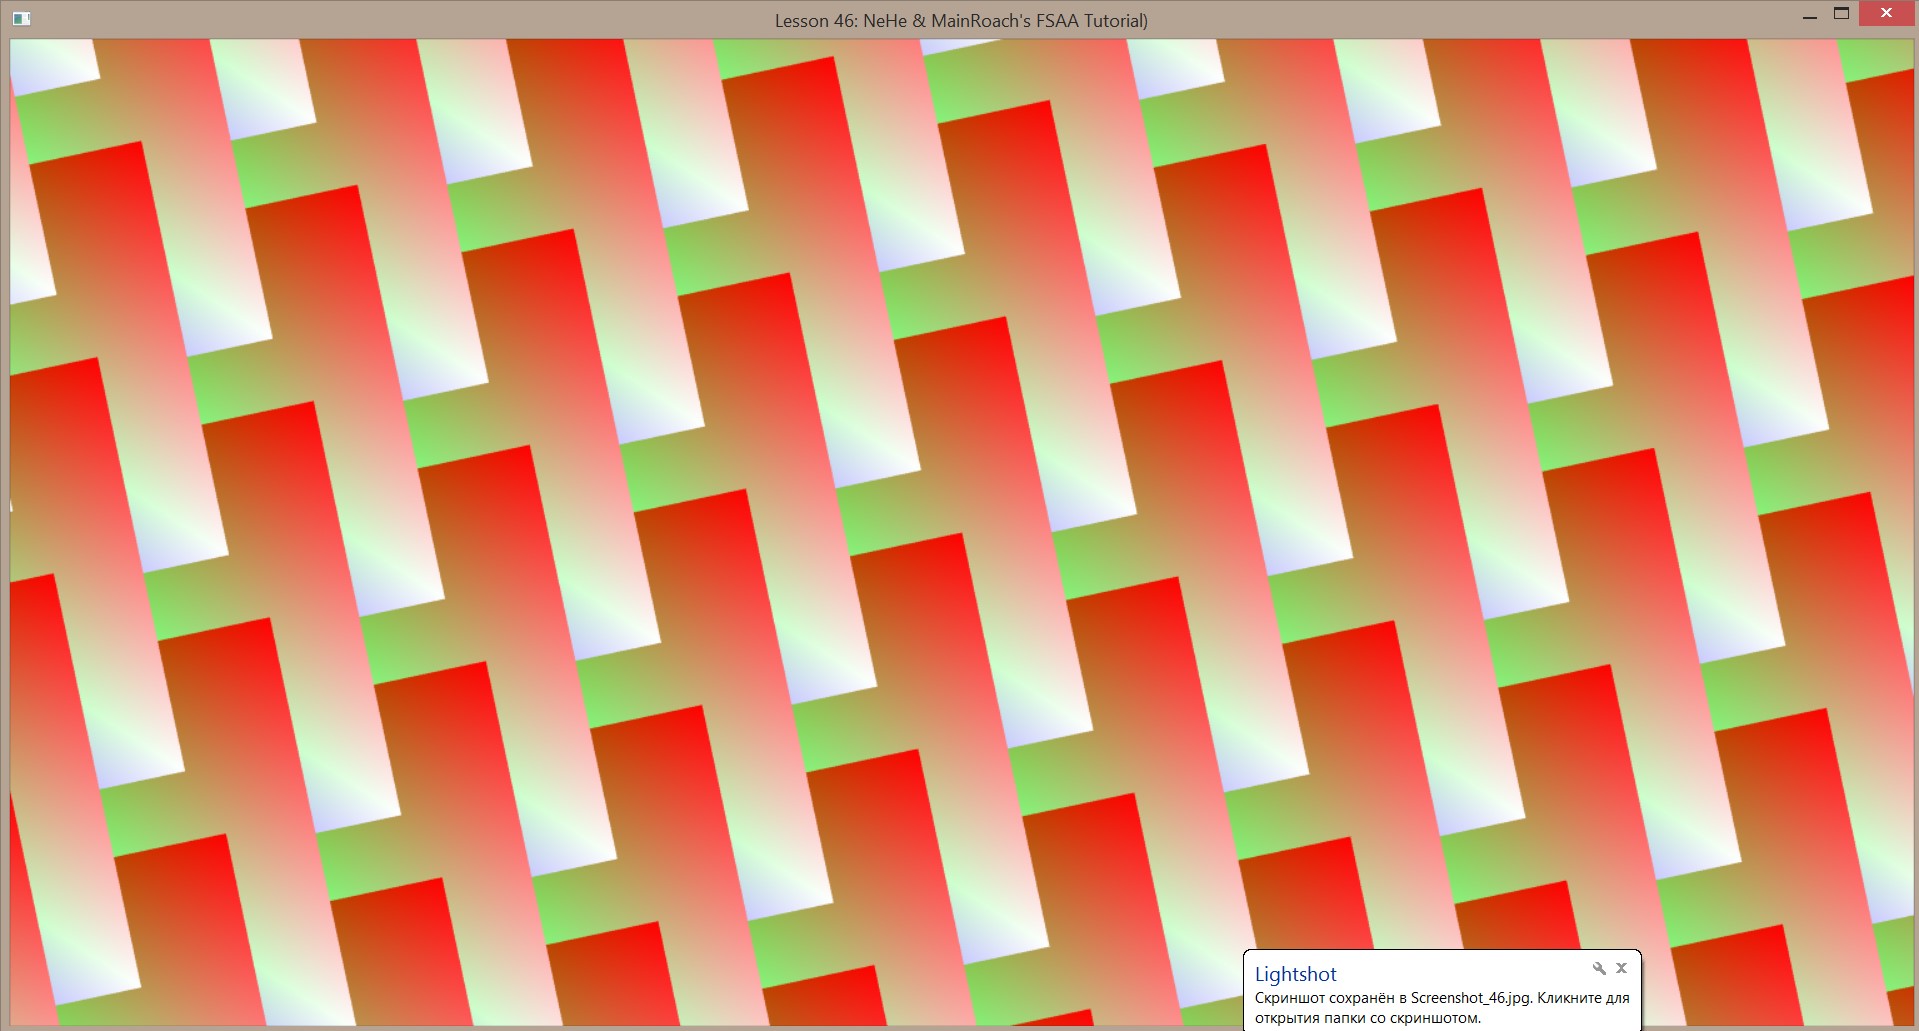 Lesson 46: NeHe & MainRoach's FSAA Tutorial)
Lightshot
Скриншот сохранён в Screenshot_46.jpg. Кликните для
открытия папки со скриншотом.